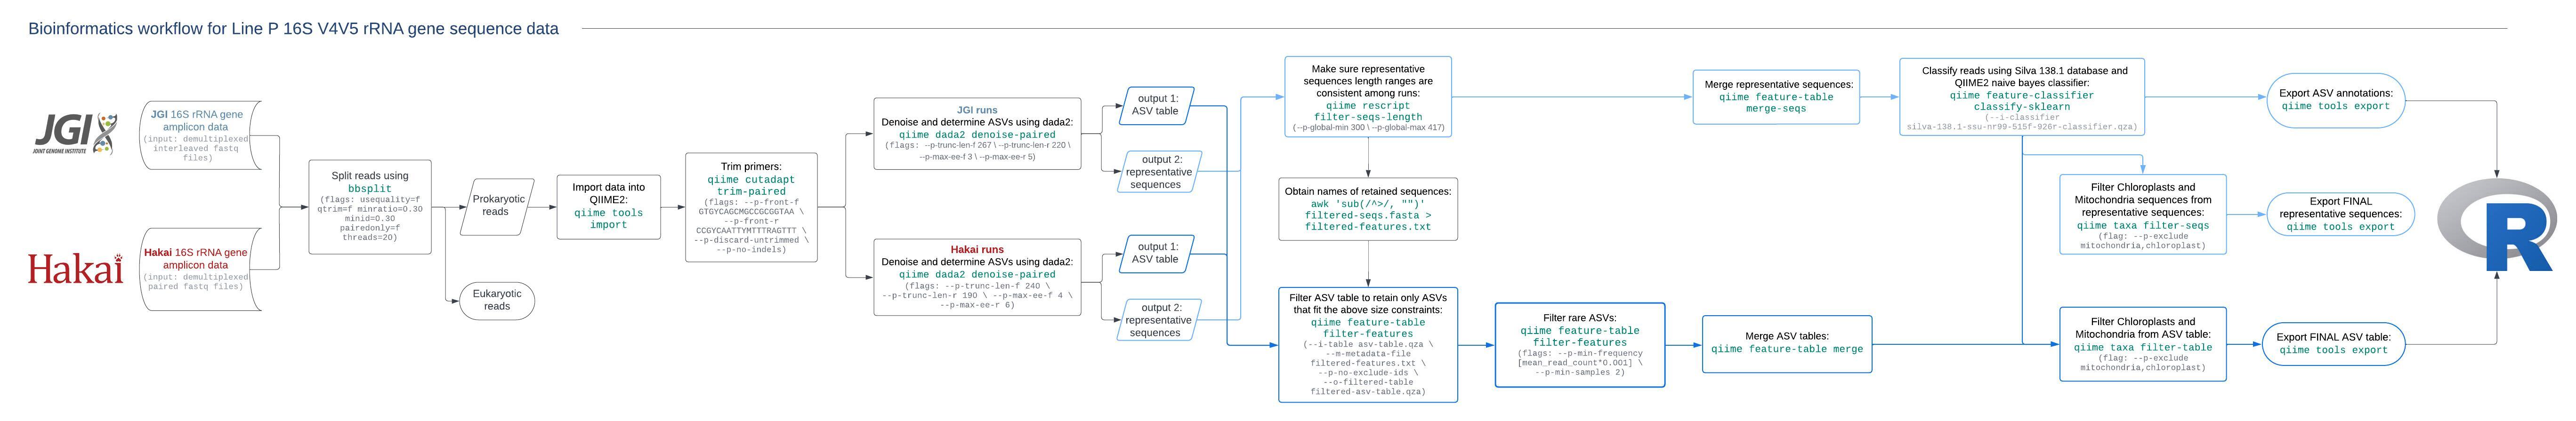 Bioinformatics workflow for Line P 16S V4V5 rRNA gene sequence data
JGI
JOINT GENOME INSTITUTE
JGI 16S rRNA gene
amplicon data
(input: demultiplexed
interleaved fastq
files)
Hakai
Hakai 16S rRNA gene
amplicon data
(input: demultiplexed
paired fastq files)
Split reads using
bbsplit
(flags: usequality=f
qtrim=f minratio=0.30
minid=0.30
pairedonly=f
threads=20)
Prokaryotic
reads
Eukaryotic
reads
Import data into
QIIME2:
qiime tools
import
Trim primers:
qiime cutadapt
trim-paired
(flags: --p-front-f
GTGYCAGCMGCCGCGGTAA \
--p-front-r
CCGYCAATTYMTTTRAGTTT \
--p-discard-untrimmed \
--p-no-indels)
JGI runs
Denoise and determine ASVs using dada2:
qiime dada2 denoise-paired
(flags: --p-trunc-len-f 267 \ --p-trunc-len-r 220 \
--p-max-ee-f 3 \ --p-max-ee-r 5)
Hakai runs
Denoise and determine ASVs using dada2:
qiime dada2 denoise-paired
(flags: --p-trunc-len-f 240 \
--p-trunc-len-r 190 \ --p-max-ee-f 4 \
--p-max-ee-r 6)
output 1:
ASV table
output 2:
representative
sequences
output 1:
ASV table
output 2:
representative
sequences
Make sure representative
sequences length ranges are
consistent among runs:
qiime rescript
filter-seqs-length
(--p-global-min 300 \ --p-global-max 417)
Obtain names of retained sequences:
awk 'sub(/^>/, "")'
filtered-seqs.fasta >
filtered-features.txt
Filter ASV table to retain only ASVs
that fit the above size constraints:
qiime feature-table
filter-features
(--i-table asv-table.qza \
--m-metadata-file
filtered-features.txt \
--p-no-exclude-ids \
--o-filtered-table
filtered-asv-table.qza)
Filter rare ASVs:
qiime feature-table
filter-features
(flags: --p-min-frequency
[mean_read_count*0.001] \
--p-min-samples 2)
Merge representative sequences:
qiime feature-table
merge-seqs
Merge ASV tables:
qiime feature-table merge
Classify reads using Silva 138.1 database and
QIIME2 naive bayes classifier:
qiime feature-classifier
classify-sklearn
(--i-classifier
silva-138.1-ssu-nr99-515f-926r-classifier.qza)
Filter Chloroplasts and
Mitochondria sequences from
representative sequences:
qiime taxa filter-seqs
(flag: --p-exclude
mitochondria,chloroplast)
Filter Chloroplasts and
Mitochondria from ASV table:
qiime taxa filter-table
(flag: --p-exclude
mitochondria,chloroplast)
Export ASV annotations:
qiime tools export
Export FINAL
representative sequences:
qiime tools export
Export FINAL ASV table:
qiime tools export
R